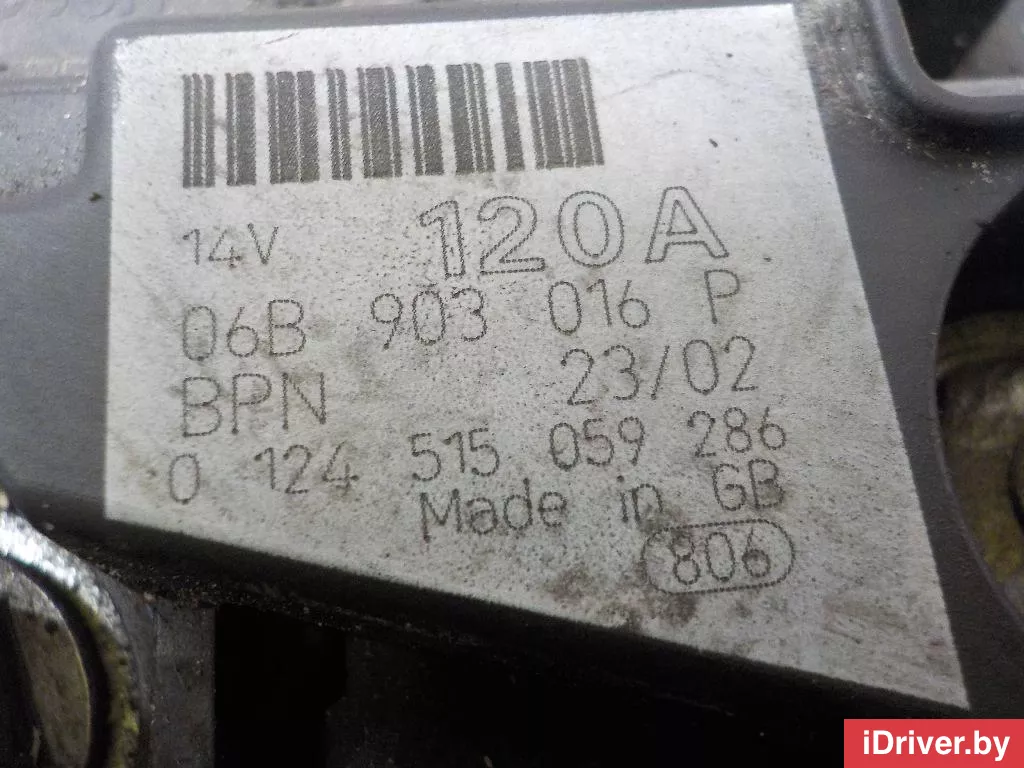 14V 120A
06B 903 016 P
BPN 23/02
0 124 515 059 286
Made in GB
806
iDriver.by